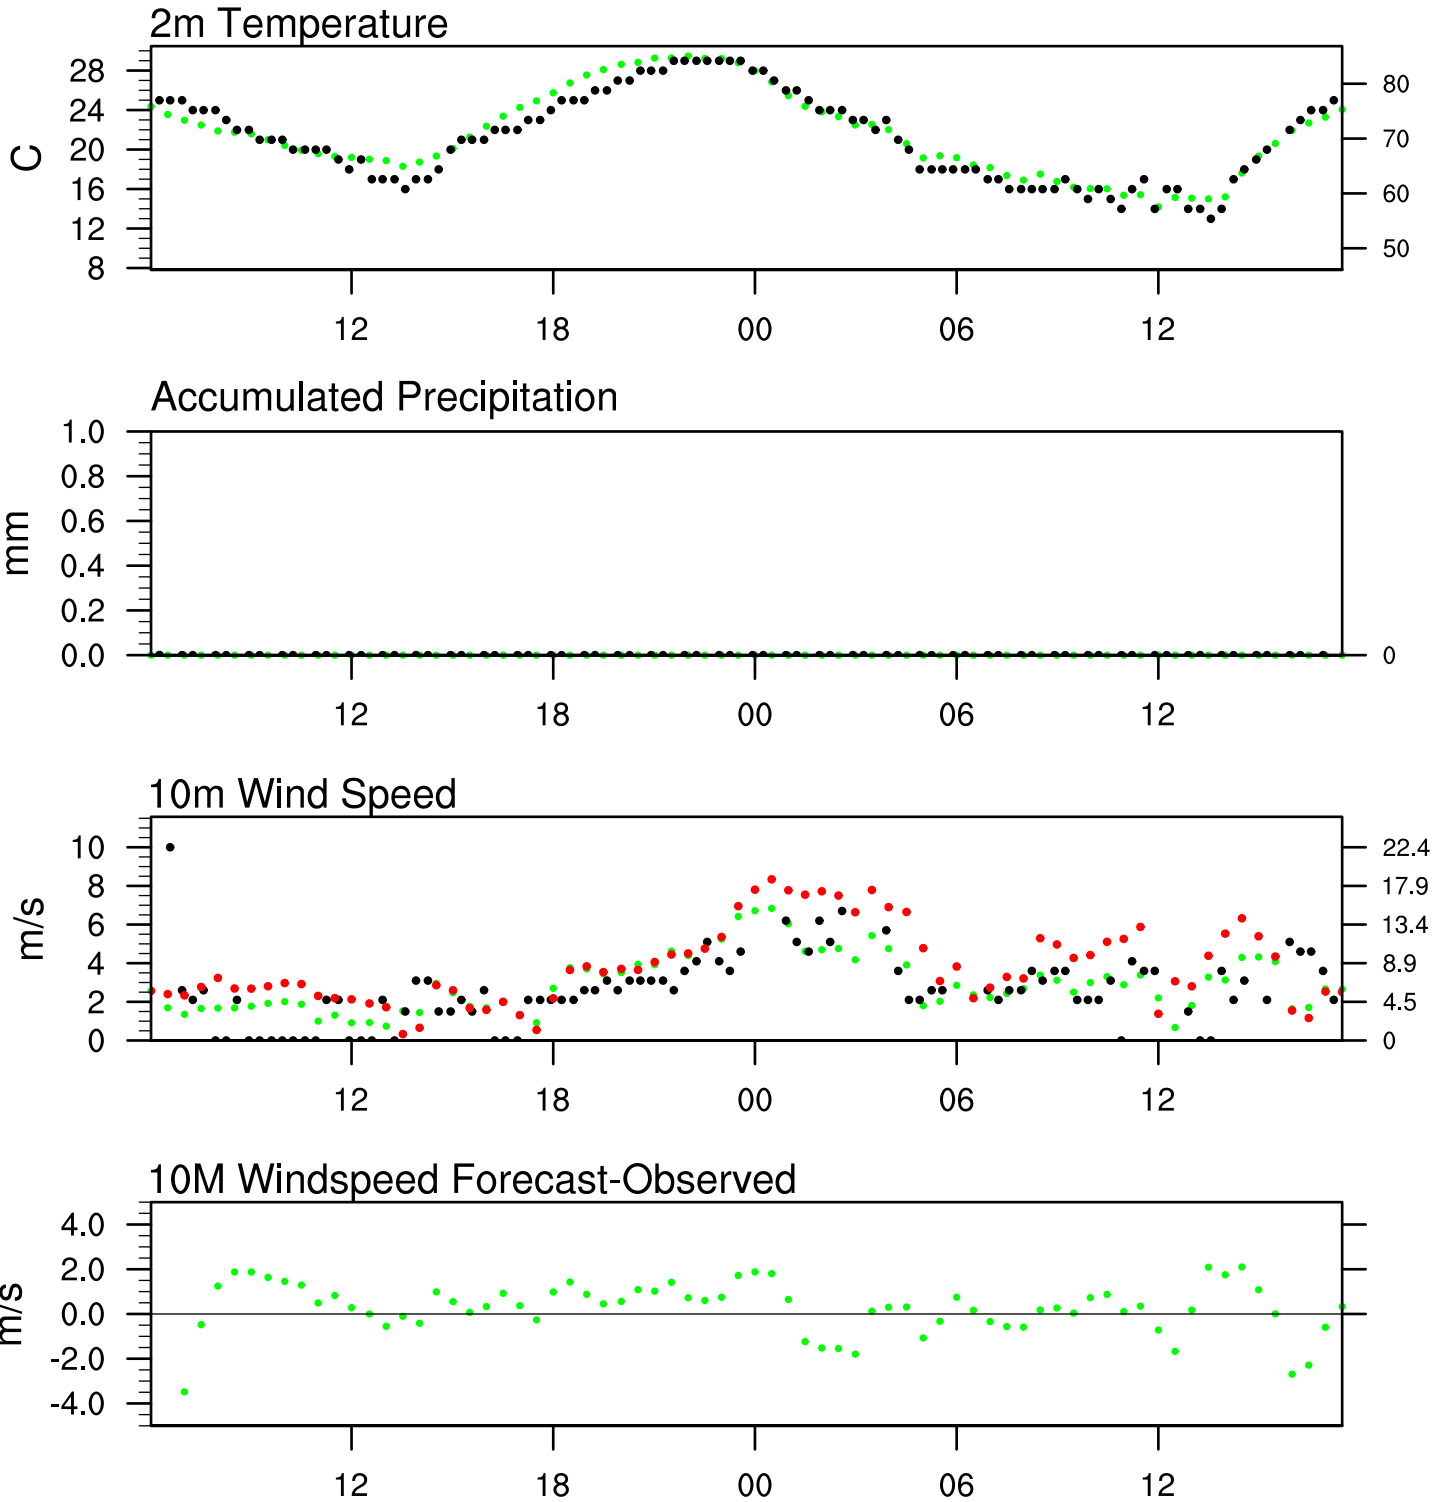 2m Temperature
28
24
20
16
12
8
C
80
70
60
50
12 18 00 06 12
Accumulated Precipitation
1.0
0.8
0.6
0.4
0.2
0.0
mm
0
12 18 00 06 12
10m Wind Speed
10
8
6
4
2
0
m/s
22.4
17.9
13.4
8.9
4.5
0
12 18 00 06 12
10M Windspeed Forecast-Observed
4.0
2.0
0.0
-2.0
-4.0
m/s
12 18 00 06 12